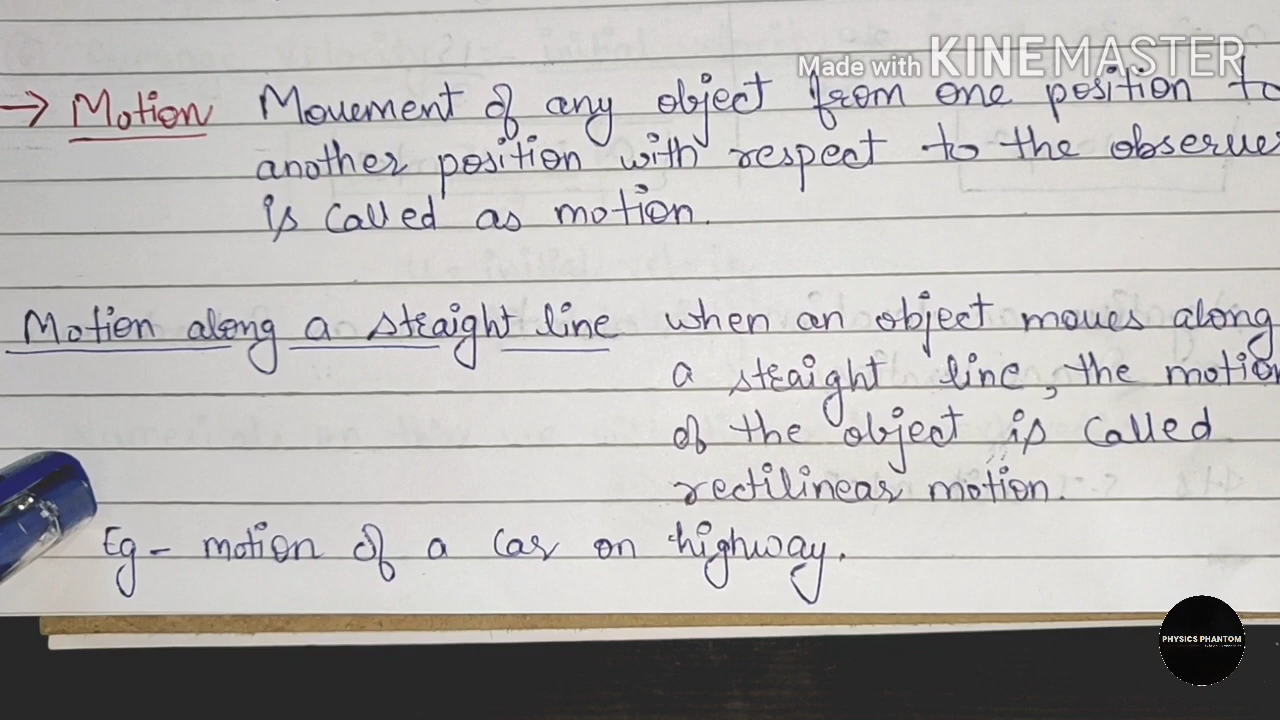 Made with KINEMASTER
→ Motion Movement of any object from one position to
another position with respect to the observer
is called as motion.
Motion along a straight line when an object moves along
a straight line, the motion
of the object is called
rectilinear motion.
Eg - motion of a car on highway.
PHYSICS PHANTOM